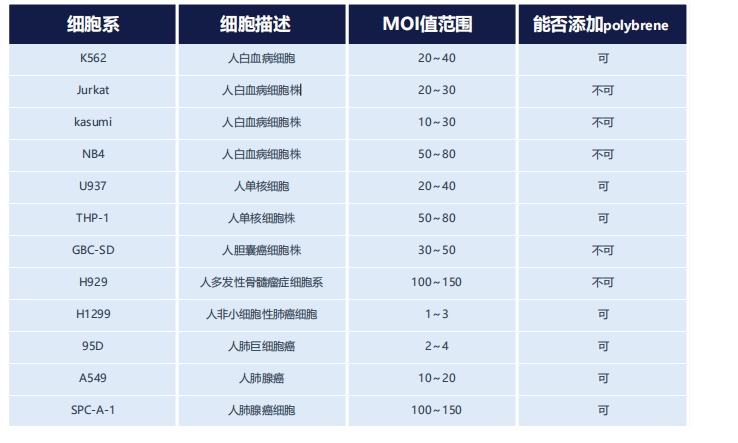 细胞系 细胞描述 MOI值范围 能否添加polybrene
K562 人白血病细胞 20~40 可
Jurkat 人白血病细胞株 20~30 不可
kasumi 人白血病细胞株 10~30 不可
NB4 人白血病细胞株 50~80 不可
U937 人单核细胞 20~40 可
THP-1 人单核细胞株 50~80 可
GBC-SD 人胆囊癌细胞株 30~50 不可
H929 人多发性骨髓瘤症细胞系 100~150 不可
H1299 人非小细胞性肺癌细胞 1~3 可
95D 人肺巨细胞癌 2~4 可
A549 人肺腺癌 10~20 可
SPC-A-1 人肺腺癌细胞 100~150 可